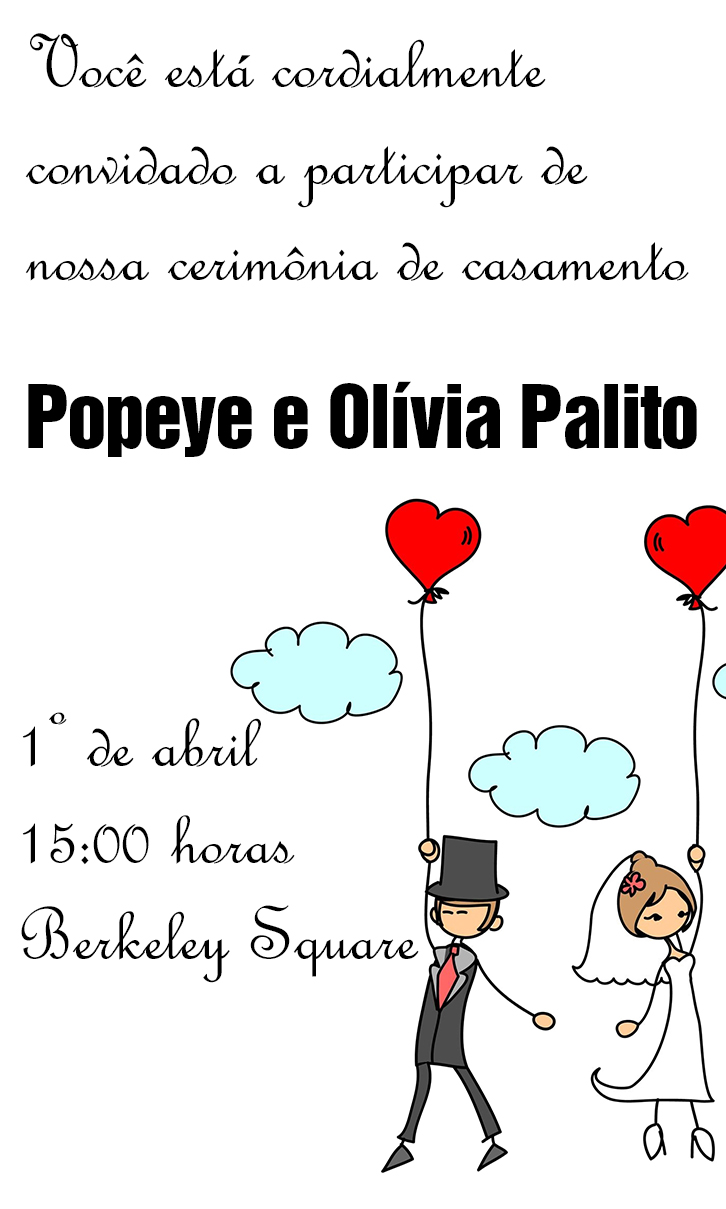 Você está cordialmente
convidado a participar de
nossa cerimônia de casamento
Popeye e Olívia Palito
1º de abril
15:00 horas
Berkeley Square